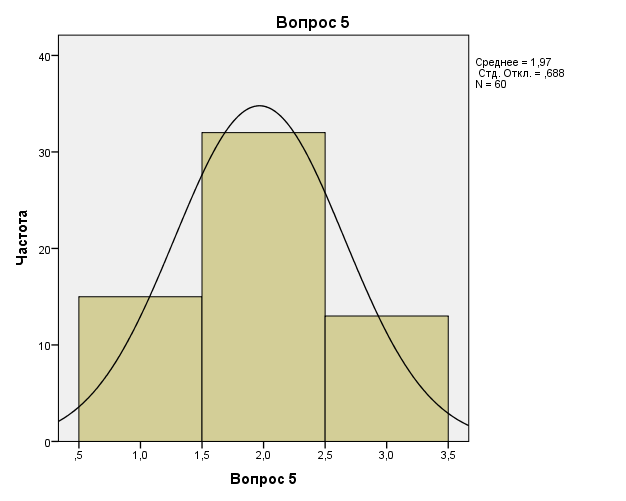 Вопрос 5
Среднее = 1,97
Стд. Откл. = ,688
N = 60
Частота
40
30
20
10
0
,5 1,0 1,5 2,0 2,5 3,0 3,5
Вопрос 5